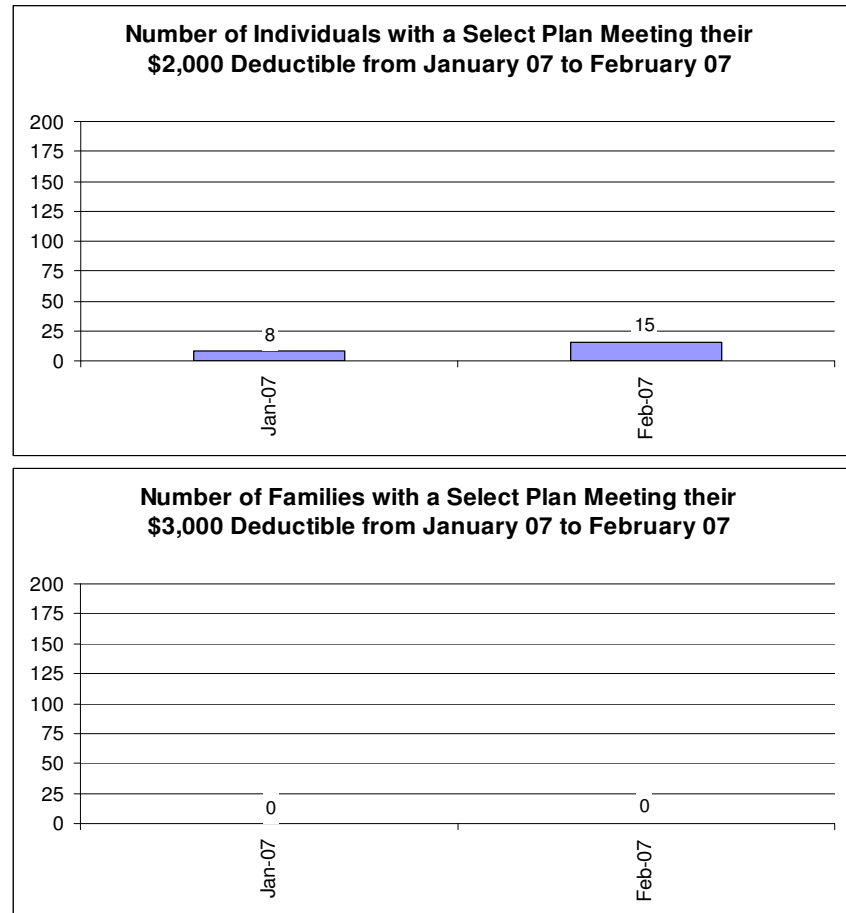 Number of Individuals with a Select Plan Meeting their
$2,000 Deductible from January 07 to February 07
200
175
150
125
100
75
50
25
0
8
15
Jan-07
Feb-07
Number of Families with a Select Plan Meeting their
$3,000 Deductible from January 07 to February 07
200
175
150
125
100
75
50
25
0
0
0
Jan-07
Feb-07